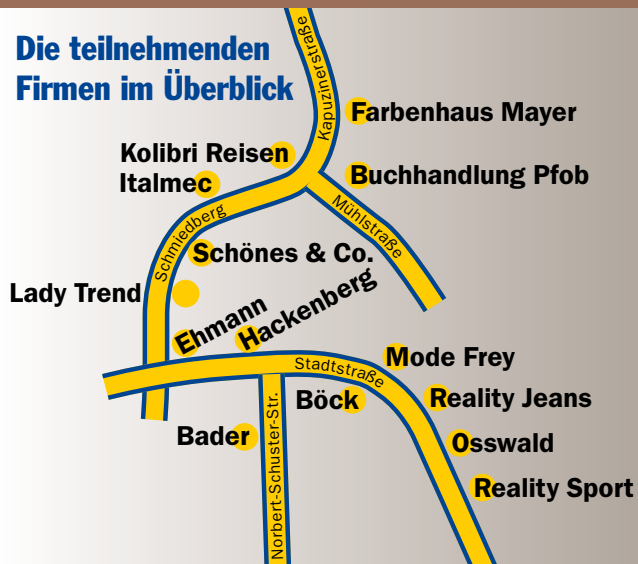 Die teilnehmenden
Firmen im Überblick
Kapuzinerstraße
Farbenhaus Mayer
Kolibri Reisen
Italmec
Buchhandlung Pfob
Mühlstraße
Schmiedberg
Schönes & Co.
Lady Trend
Ehmann
Hackenberg
Stadtstraße
Mode Frey
Böck
Reality Jeans
Bader
Norbert-Schuster-Str.
Osswald
Reality Sport